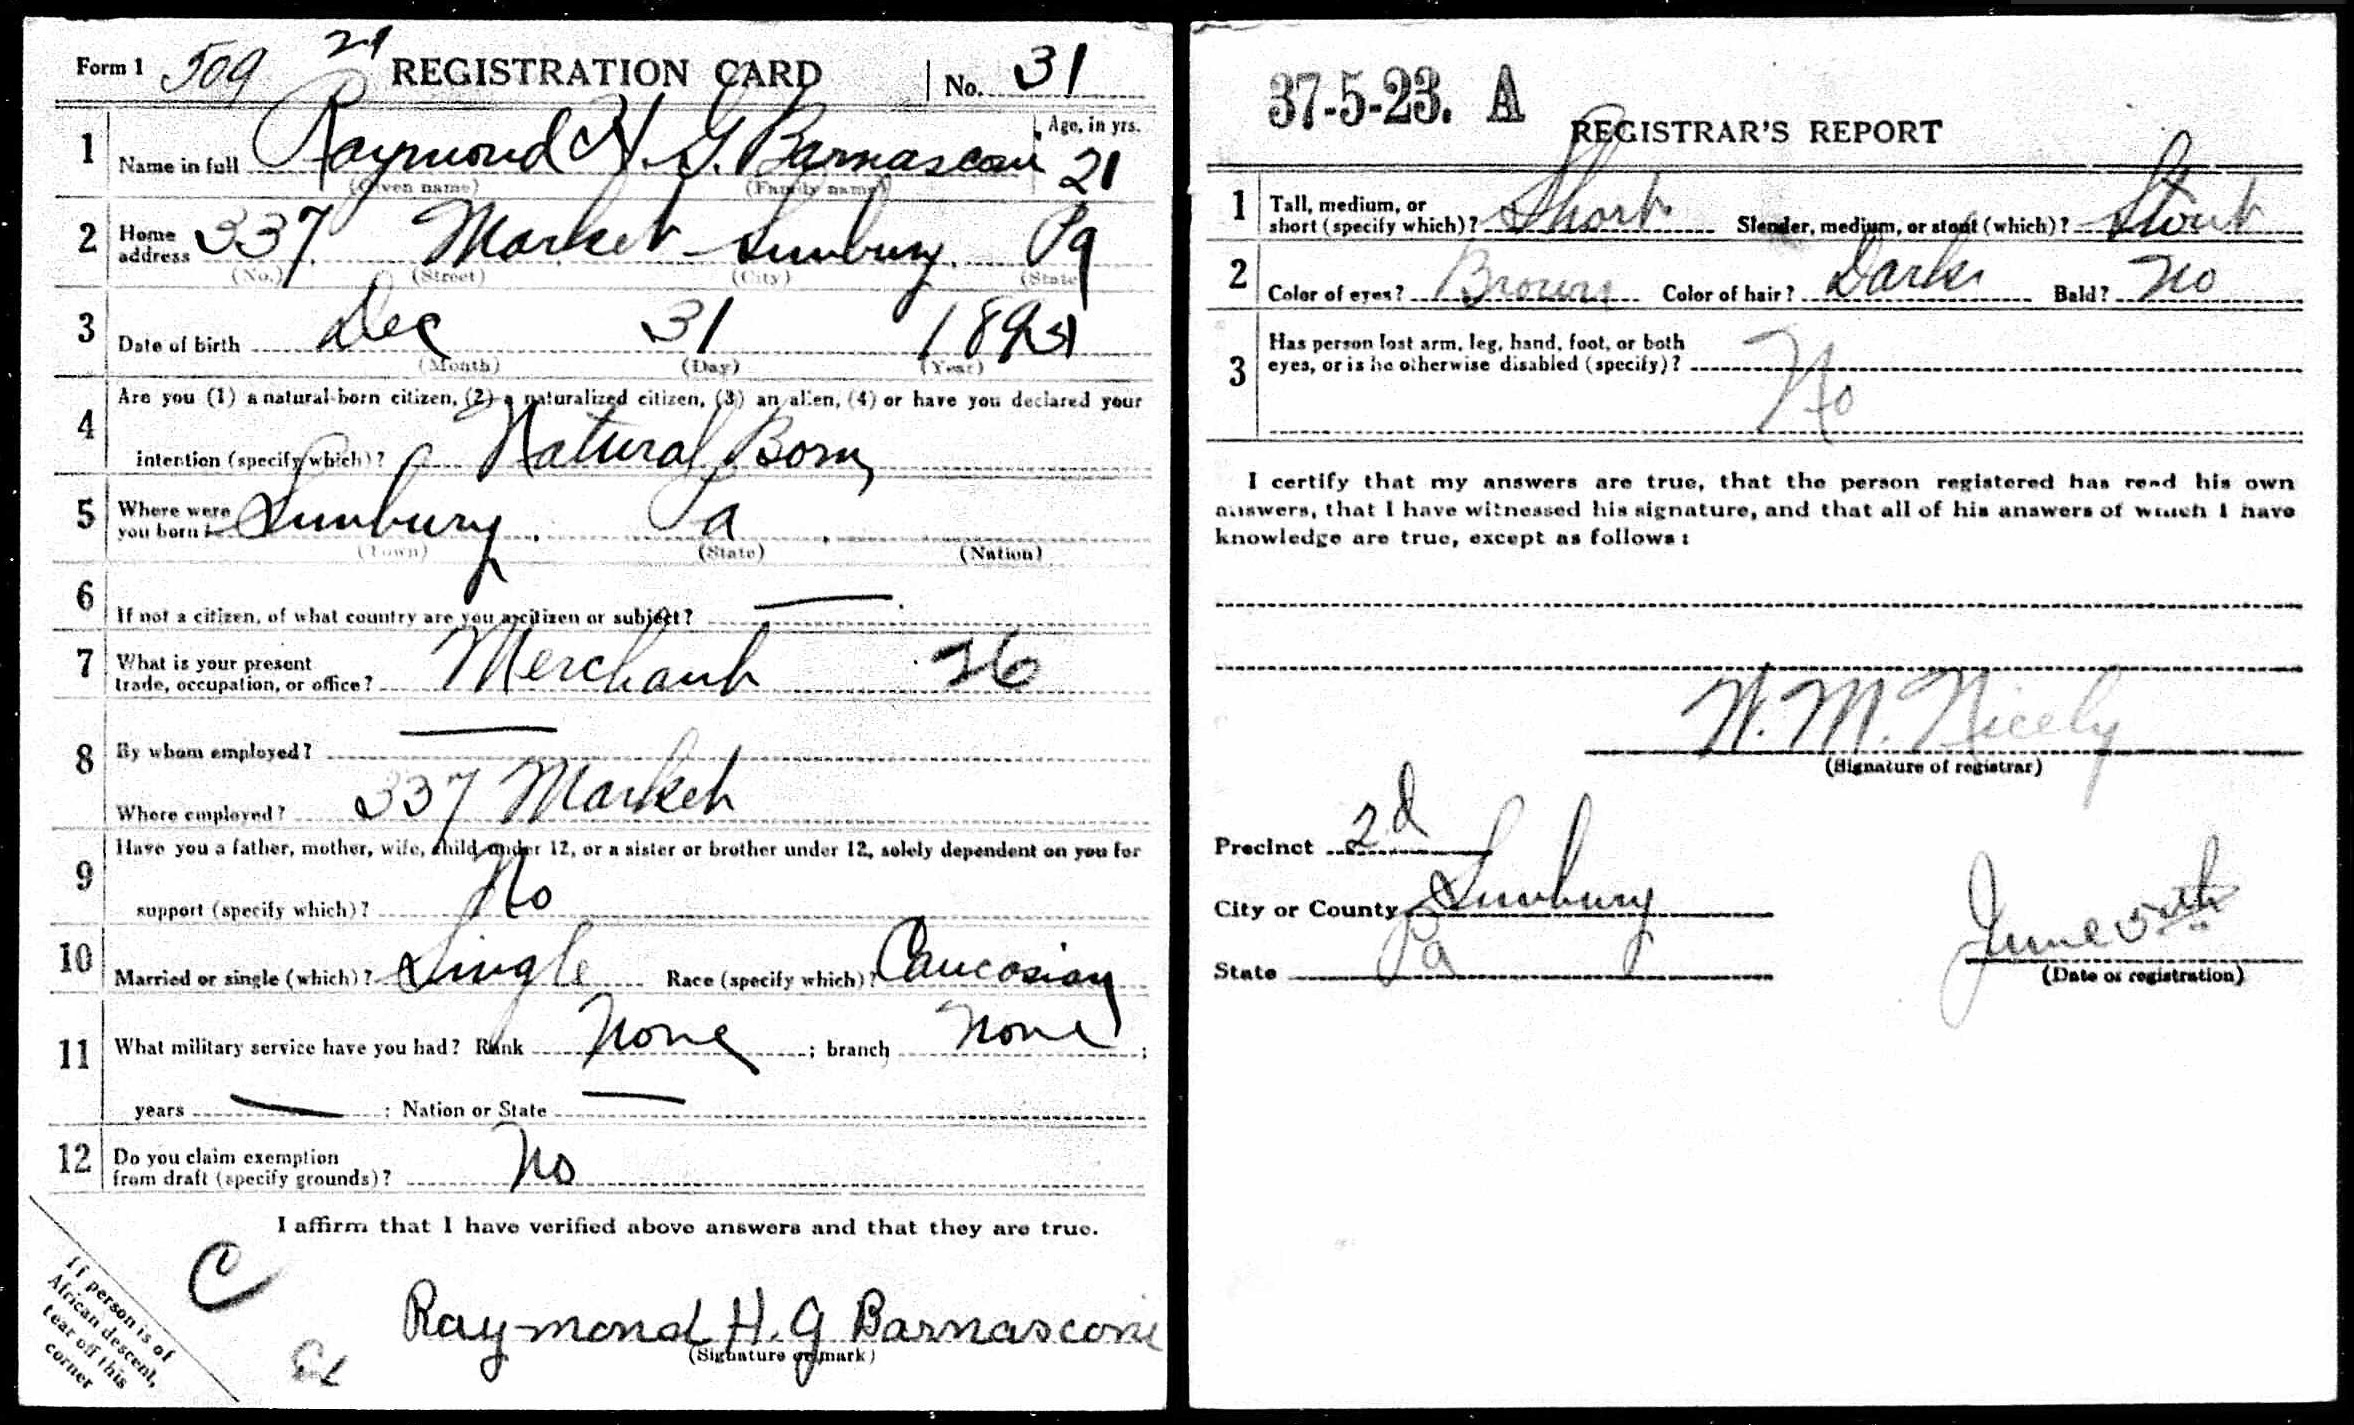 Form 1 509 29 REGISTRATION CARD No. 31
1 Name in full Raymond H. G. Barnasconi Age, in yrs. 21
(Given name) (Family name)
2 Home address 337 Market Sunbury, Pa
(No.) (Street) (City) (State)
3 Date of birth Dec 31
(Month) (Day) (Year)
4 Are you (1) a natural-born citizen, (2) a naturalized citizen, (3) an alien, (4) or have you declared your
intention (specify which)? Natural Born
5 Where were you born? Sunbury, Pa
(Town) (State) (Nation)
6 If not a citizen, of what country are you a citizen or subject? —
7 What is your present
trade, occupation, or office? Merchant 26
8 By whom employed? —
Where employed? 337 Market
9 Have you a father, mother, wife, child under 12, or a sister or brother under 12, solely dependent on you for
support (specify which)? No
10 Married or single (which)? Single Race (specify which)? Caucasian
11 What military service have you had? Rank None ; branch None ;
years — ; Nation or State —
12 Do you claim exemption
from draft (specify grounds)? No
I affirm that I have verified above answers and that they are true.
C
Raymond H. G Barnasconi
(Signature or mark)
If person is of
African descent,
tear off this
corner
37-5-23. A
REGISTRAR'S REPORT
1 Tall, medium, or
short (specify which)? Short Slender, medium, or stout (which)? Stout
2 Color of eyes? Brown Color of hair? Dark Bald? No
3 Has person lost arm, leg, hand, foot, or both
eyes, or is he otherwise disabled (specify)? No
I certify that my answers are true, that the person registered has read his own
answers, that I have witnessed his signature, and that all of his answers of which I have
knowledge are true, except as follows:
W. M. Nicely
(Signature of registrar)
Precinct 2d
City or County Sunbury
State Pa
June 5th
(Date of registration)